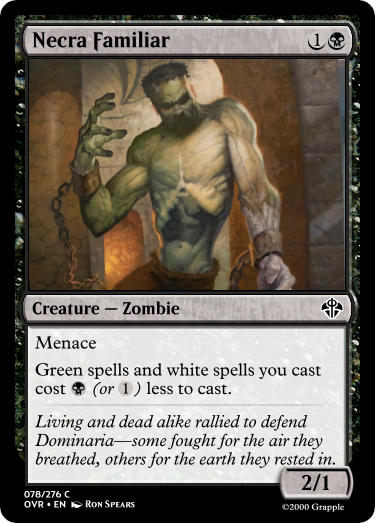 Necra Familiar 1
Creature — Zombie
Menace
Green spells and white spells you cast
cost (or 1) less to cast.
Living and dead alike rallied to defend
Dominaria—some fought for the air they
breathed, others for the earth they rested in.
2/1
078/276 C
OVR • EN Ron Spears
©2000 Grapple